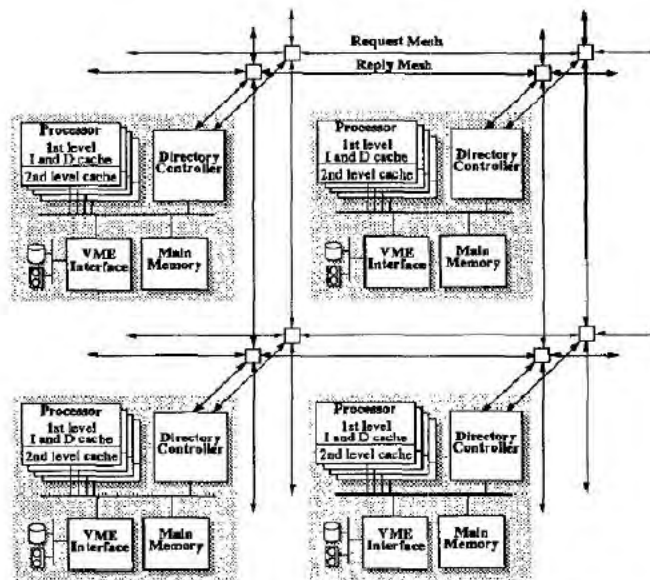 Request Mesh
Reply Mesh
Processor
1st level
I and D cache
2nd level cache
Directory
Controller
VME
Interface
Main
Memory
Processor
1st level
I and D cache
2nd level cache
Directory
Controller
VME
Interface
Main
Memory
Processor
1st level
I and D cache
2nd level cache
Directory
Controller
VME
Interface
Main
Memory
Processor
1st level
I and D cache
2nd level cache
Directory
Controller
VME
Interface
Main
Memory